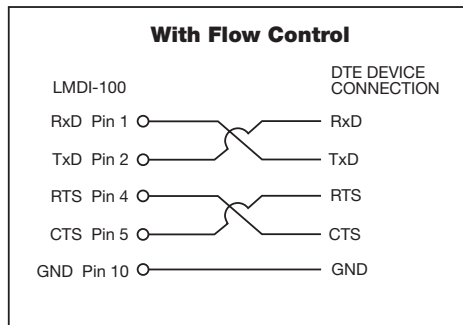 With Flow Control
LMDI-100
DTE DEVICE
CONNECTION
RxD Pin 1
RxD
TxD Pin 2
TxD
RTS Pin 4
RTS
CTS Pin 5
CTS
GND Pin 10
GND